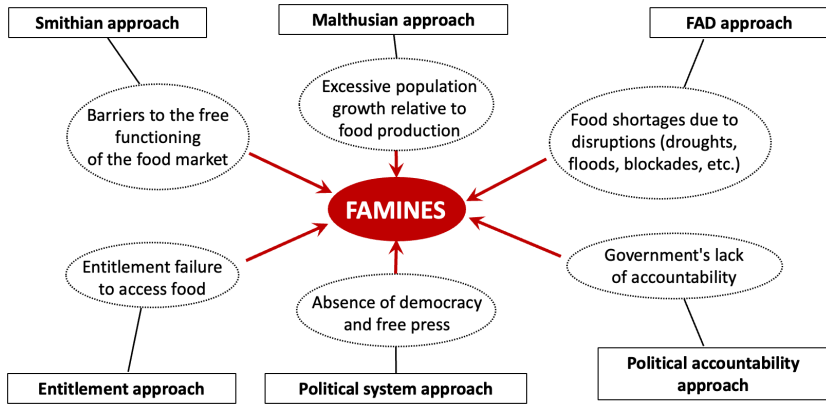 Smithian approach
Malthusian approach
FAD approach
Barriers to the free
functioning
of the food market
Excessive population
growth relative to
food production
Food shortages due to
disruptions (droughts,
floods, blockades, etc.)
FAMINES
Entitlement failure
to access food
Absence of democracy
and free press
Government's lack
of accountability
Entitlement approach
Political system approach
Political accountability
approach